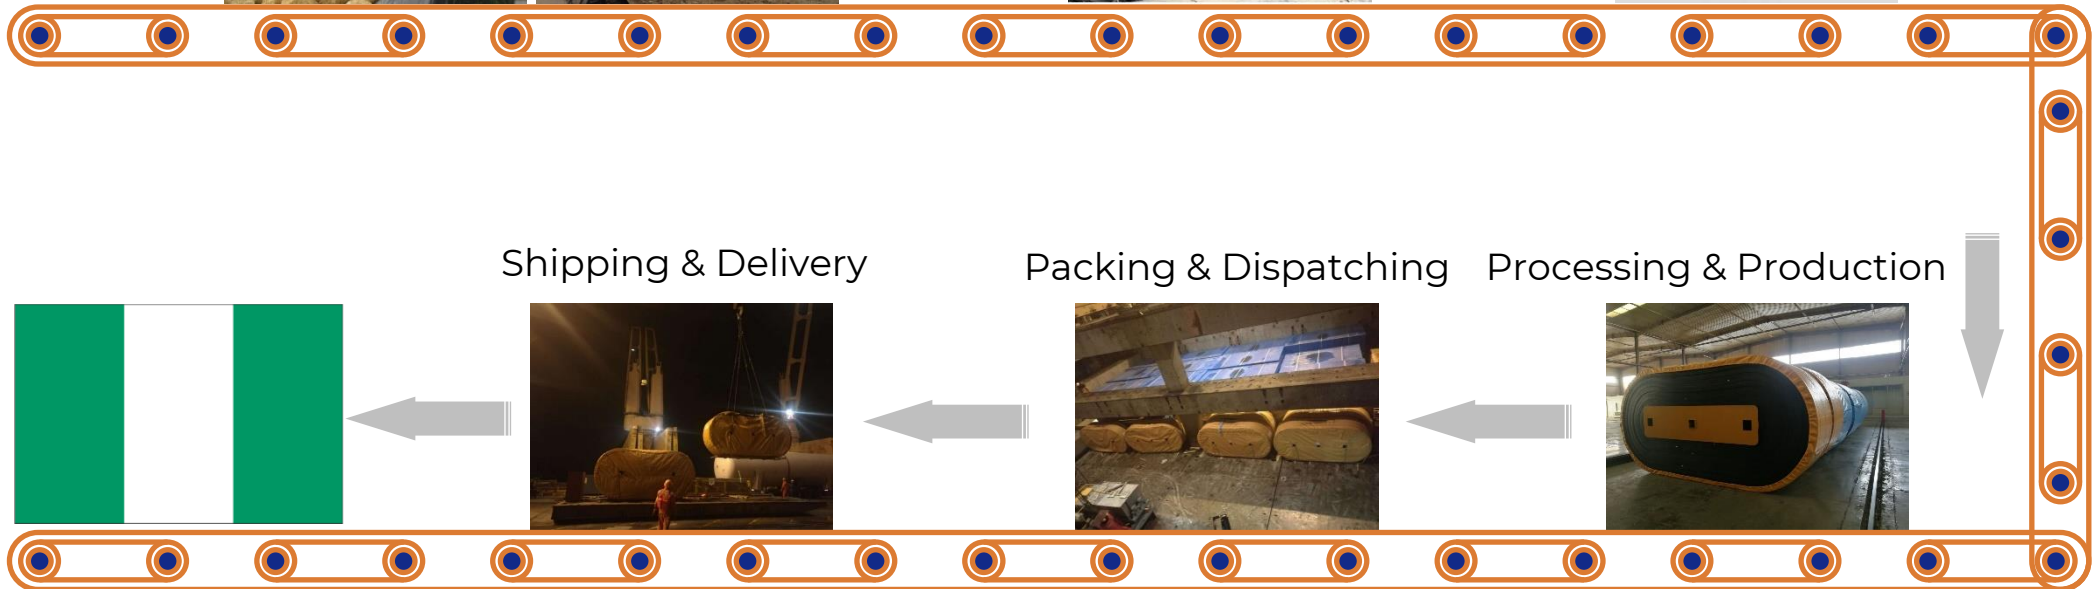 Shipping & Delivery
Packing & Dispatching
Processing & Production